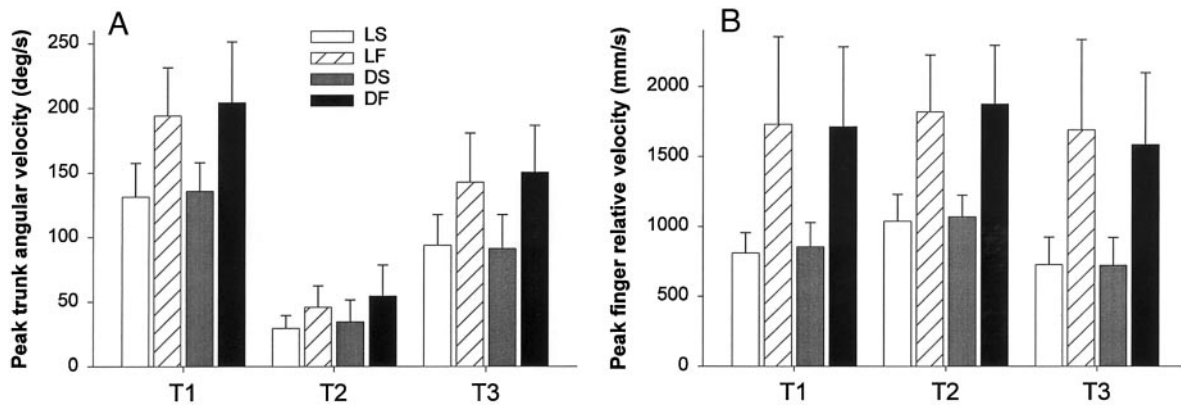 A
Peak trunk angular velocity (deg/s)
250
200
150
100
50
0
LS
LF
DS
DF
T1 T2 T3
B
Peak finger relative velocity (mm/s)
2000
1500
1000
500
0
T1 T2 T3